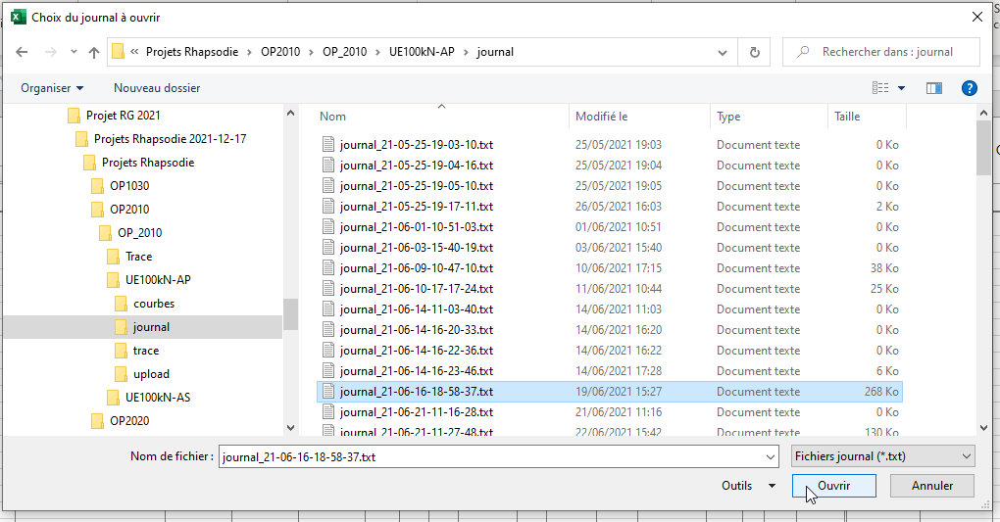 Choix du journal à ouvrir
« Projets Rhapsodie OP2010 OP_2010 UE100kN-AP journal
Rechercher dans : journal
Organiser Nouveau dossier
Projet RG 2021
Projets Rhapsodie 2021-12-17
Projets Rhapsodie
OP1030
OP2010
OP_2010
Trace
UE100kN-AP
courbes
journal
trace
upload
UE100kN-AS
OP2020
Nom Modifié le Type Taille
journal_21-05-25-19-03-10.txt 25/05/2021 19:03 Document texte 0 Ko
journal_21-05-25-19-04-16.txt 25/05/2021 19:04 Document texte 0 Ko
journal_21-05-25-19-05-10.txt 25/05/2021 19:05 Document texte 0 Ko
journal_21-05-25-19-17-11.txt 26/05/2021 16:03 Document texte 2 Ko
journal_21-06-01-10-51-03.txt 01/06/2021 10:51 Document texte 0 Ko
journal_21-06-03-15-40-19.txt 03/06/2021 15:40 Document texte 0 Ko
journal_21-06-09-10-47-10.txt 10/06/2021 17:15 Document texte 38 Ko
journal_21-06-10-17-17-24.txt 11/06/2021 10:44 Document texte 25 Ko
journal_21-06-14-11-03-40.txt 14/06/2021 11:03 Document texte 0 Ko
journal_21-06-14-16-20-33.txt 14/06/2021 16:20 Document texte 0 Ko
journal_21-06-14-16-22-36.txt 14/06/2021 16:22 Document texte 0 Ko
journal_21-06-14-16-23-46.txt 14/06/2021 17:28 Document texte 6 Ko
journal_21-06-16-18-58-37.txt 19/06/2021 15:27 Document texte 268 Ko
journal_21-06-21-11-16-28.txt 21/06/2021 11:16 Document texte 0 Ko
journal_21-06-21-11-27-48.txt 22/06/2021 15:42 Document texte 130 Ko
Nom de fichier : journal_21-06-16-18-58-37.txt Fichiers journal (*.txt)
Outils Ouvrir Annuler